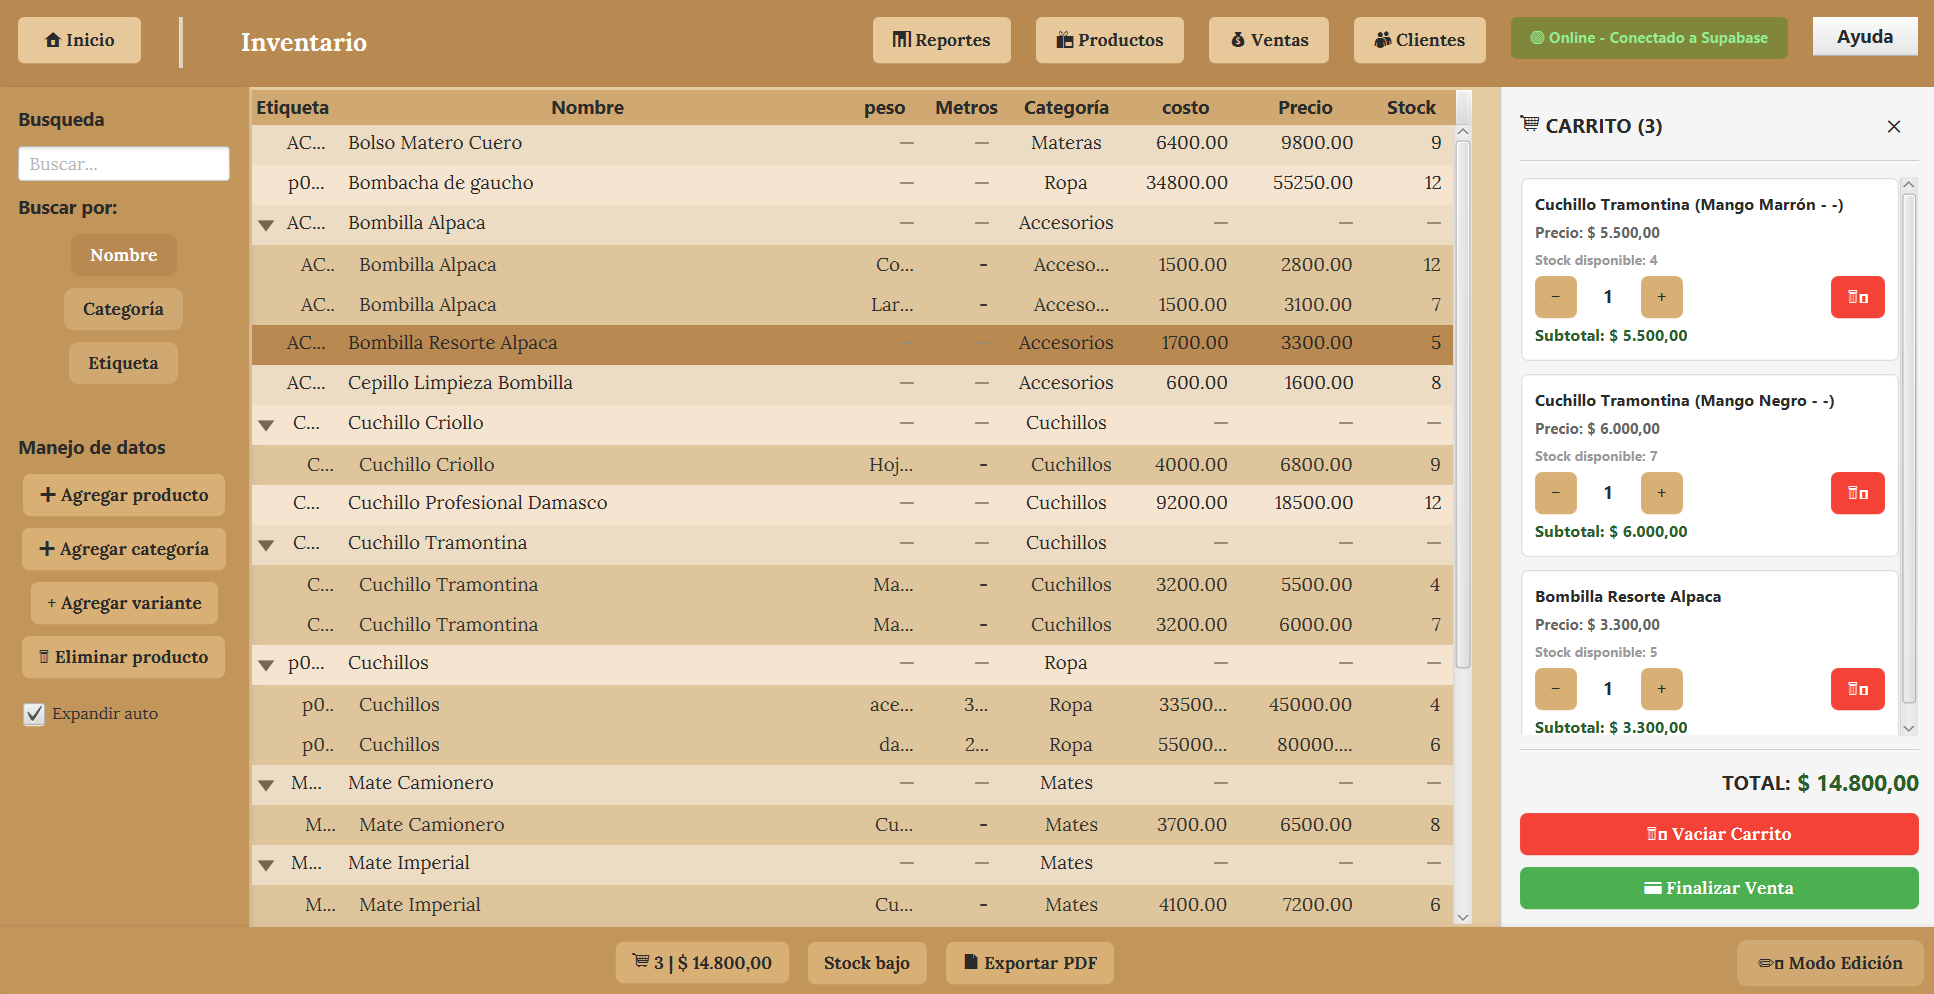 Inicio
Inventario
Reportes
Productos
Ventas
Clientes
Online - Conectado a Supabase
Ayuda
Busqueda
Buscar...
Buscar por:
Nombre
Categoría
Etiqueta
Manejo de datos
+ Agregar producto
+ Agregar categoría
+ Agregar variante
Eliminar producto
Expandir auto
Etiqueta Nombre peso Metros Categoría costo Precio Stock
AC... Bolso Matero Cuero — — Materas 6400.00 9800.00 9
p0... Bombacha de gaucho — — Ropa 34800.00 55250.00 12
AC... Bombilla Alpaca — — Accesorios — — —
AC.. Bombilla Alpaca Co... - Acceso... 1500.00 2800.00 12
AC.. Bombilla Alpaca Lar... - Acceso... 1500.00 3100.00 7
AC... Bombilla Resorte Alpaca — — Accesorios 1700.00 3300.00 5
AC... Cepillo Limpieza Bombilla — — Accesorios 600.00 1600.00 8
C... Cuchillo Criollo — — Cuchillos — — —
C... Cuchillo Criollo Hoj... - Cuchillos 4000.00 6800.00 9
C... Cuchillo Profesional Damasco — — Cuchillos 9200.00 18500.00 12
C... Cuchillo Tramontina — — Cuchillos — — —
C... Cuchillo Tramontina Ma... - Cuchillos 3200.00 5500.00 4
C... Cuchillo Tramontina Ma... - Cuchillos 3200.00 6000.00 7
p0... Cuchillos — — Ropa — — —
p0.. Cuchillos ace... 3... Ropa 33500... 45000.00 4
p0.. Cuchillos da... 2... Ropa 55000... 80000.... 6
M... Mate Camionero — — Mates — — —
M... Mate Camionero Cu... - Mates 3700.00 6500.00 8
M... Mate Imperial — — Mates — — —
M... Mate Imperial Cu... - Mates 4100.00 7200.00 6
CARRITO (3)
×
Cuchillo Tramontina (Mango Marrón - -)
Precio: $ 5.500,00
Stock disponible: 4
− 1 +
Subtotal: $ 5.500,00
Cuchillo Tramontina (Mango Negro - -)
Precio: $ 6.000,00
Stock disponible: 7
− 1 +
Subtotal: $ 6.000,00
Bombilla Resorte Alpaca
Precio: $ 3.300,00
Stock disponible: 5
− 1 +
Subtotal: $ 3.300,00
TOTAL: $ 14.800,00
Vaciar Carrito
Finalizar Venta
3 | $ 14.800,00
Stock bajo
Exportar PDF
Modo Edición